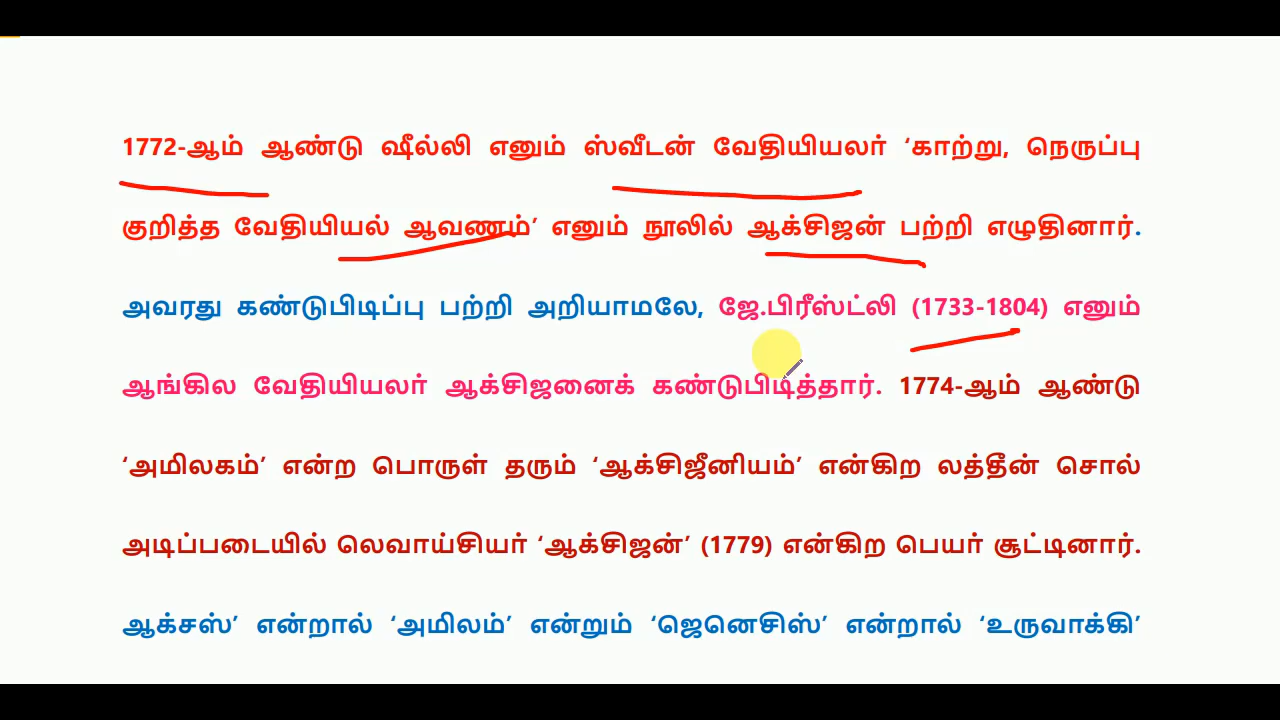 1772-ஆம் ஆண்டு ஷீல்லி எனும் ஸ்வீடன் வேதியியலர் ‘காற்று, நெருப்பு
குறித்த வேதியியல் ஆவணம்’ எனும் நூலில் ஆக்சிஜன் பற்றி எழுதினார்.
அவரது கண்டுபிடிப்பு பற்றி அறியாமலே, ஜே.பிரீஸ்ட்லி (1733-1804) எனும்
ஆங்கில வேதியியலர் ஆக்சிஜனைக் கண்டுபிடித்தார். 1774-ஆம் ஆண்டு
‘அமிலகம்’ என்ற பொருள் தரும் ‘ஆக்சிஜீனியம்’ என்கிற லத்தீன் சொல்
அடிப்படையில் லெவாய்சியர் ‘ஆக்சிஜன்’ (1779) என்கிற பெயர் சூட்டினார்.
ஆக்சஸ்’ என்றால் ‘அமிலம்’ என்றும் ‘ஜெனெசிஸ்’ என்றால் ‘உருவாக்கி’